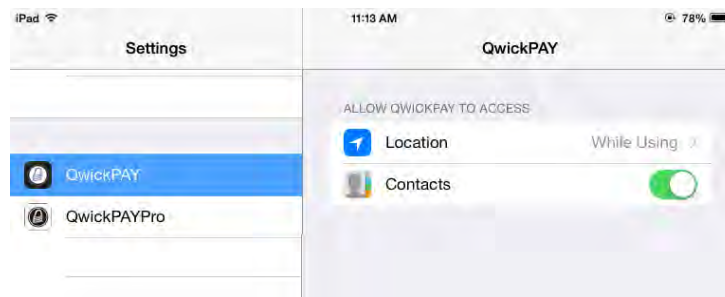 iPad 11:13 AM 78%
Settings QwickPAY
ALLOW QWICKPAY TO ACCESS
Location While Using
Contacts
QwickPAY
QwickPAYPro